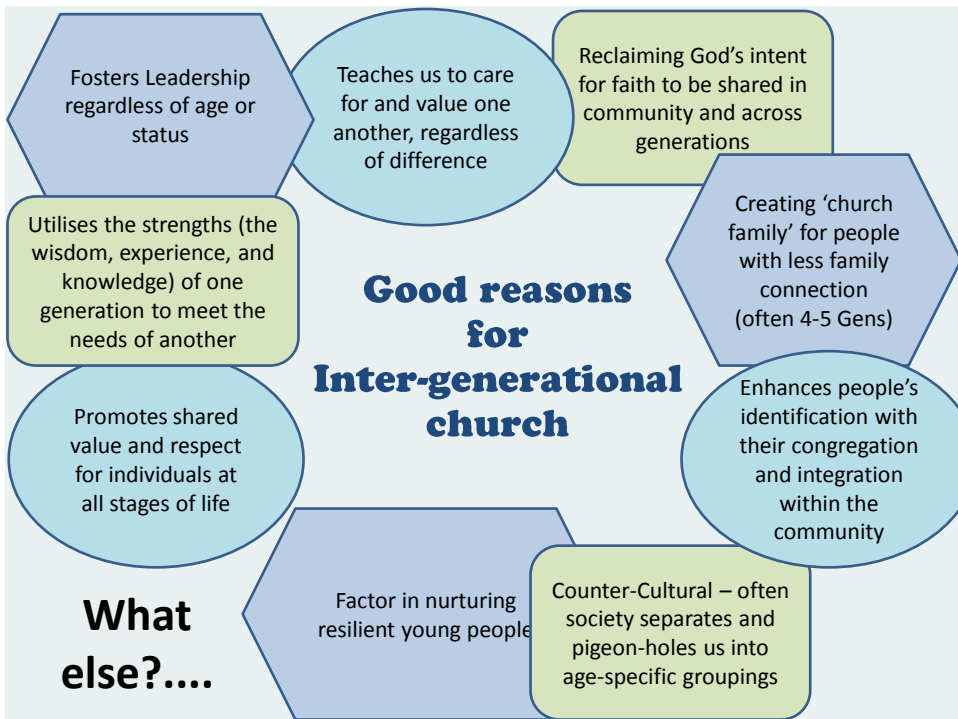 Fosters Leadership
regardless of age or
status
Teaches us to care
for and value one
another, regardless
of difference
Reclaiming God’s intent
for faith to be shared in
community and across
generations
Utilises the strengths (the
wisdom, experience, and
knowledge) of one
generation to meet the
needs of another
Good reasons
for
Inter-generational
church
Creating ‘church
family’ for people
with less family
connection
(often 4-5 Gens)
Promotes shared
value and respect
for individuals at
all stages of life
Enhances people’s
identification with
their congregation
and integration
within the
community
What
else?....
Factor in nurturing
resilient young people
Counter-Cultural – often
society separates and
pigeon-holes us into
age-specific groupings